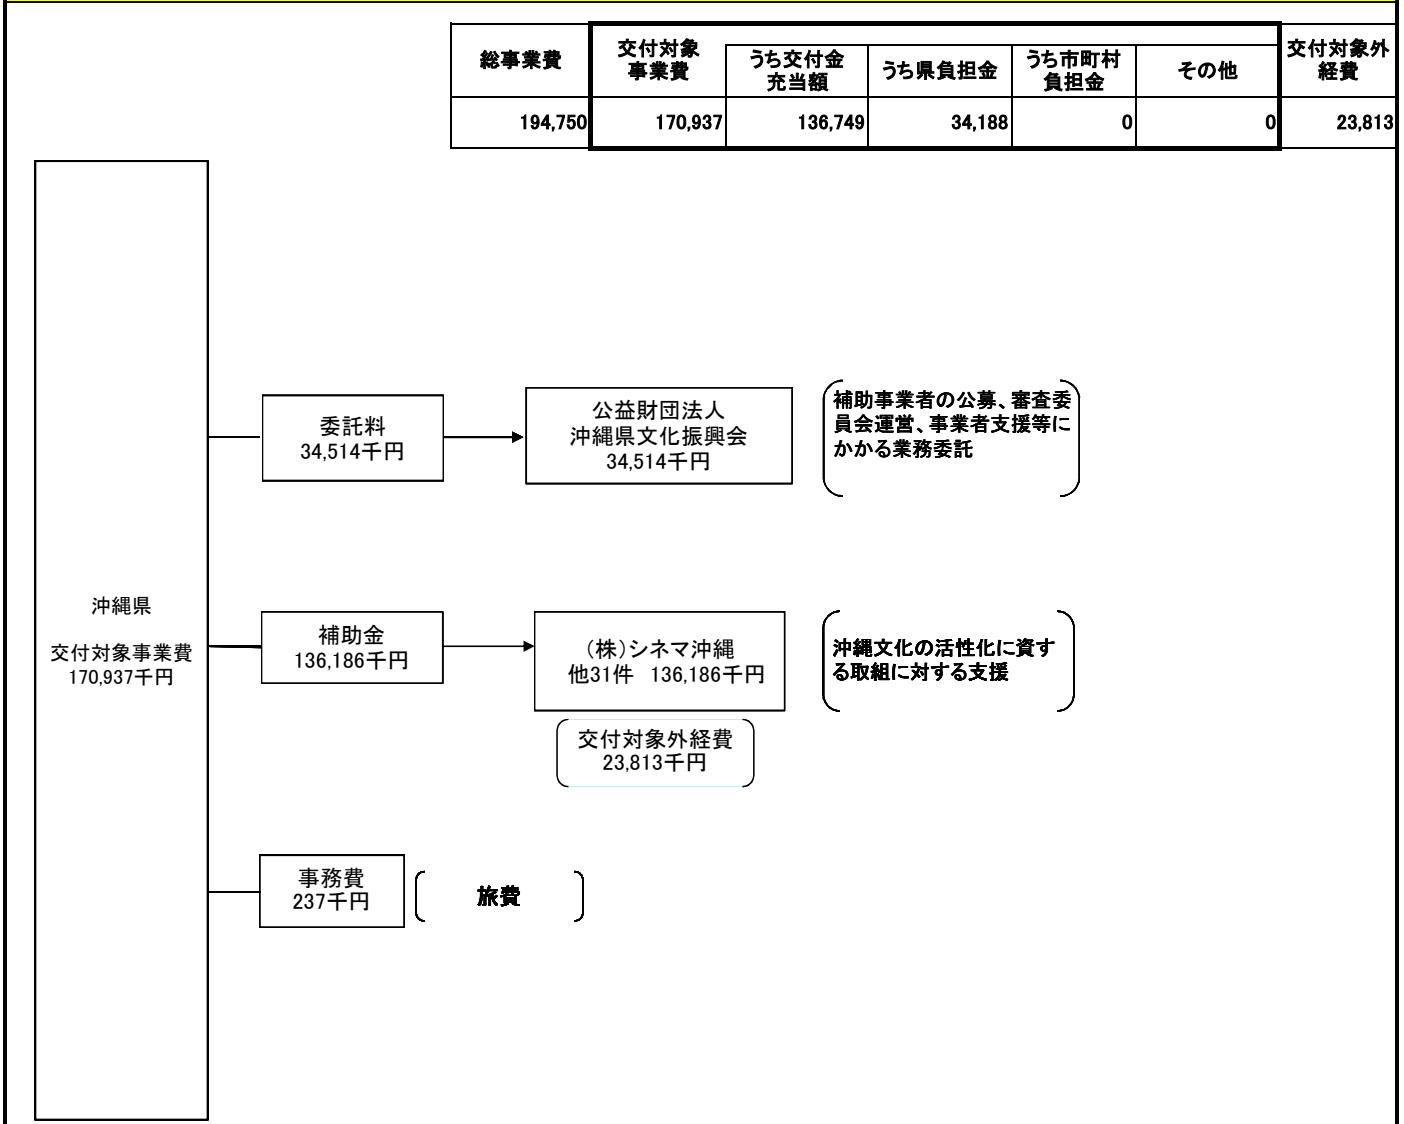 総事業費
交付対象
事業費
うち交付金
充当額
うち県負担金
うち市町村
負担金
その他
交付対象外
経費
194,750
170,937
136,749
34,188
0
0
23,813
沖縄県
交付対象事業費
170,937千円
委託料
34,514千円
公益財団法人
沖縄県文化振興会
34,514千円
補助事業者の公募、審査委
員会運営、事業者支援等に
かかる業務委託
補助金
136,186千円
(株)シネマ沖縄
他31件 136,186千円
沖縄文化の活性化に資す
る取組に対する支援
交付対象外経費
23,813千円
事務費
237千円
旅費